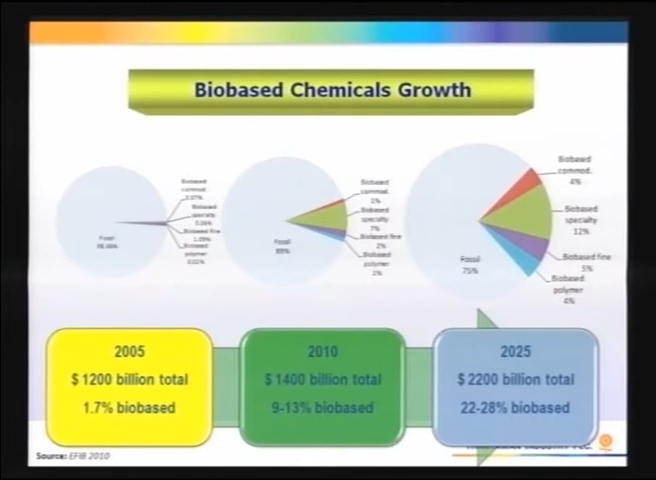 Biobased Chemicals Growth
Biobased
commod.
Biobased
specialty
Biobased fine
Biobased
polymer
Fossil
Biobased
commod.
1%
Biobased
specialty
7%
Biobased fine
2%
Biobased
polymer
1%
Fossil
Biobased
commod.
4%
Biobased
specialty
12%
Biobased fine
5%
Biobased
polymer
4%
Fossil
75%
2005
$ 1200 billion total
1.7% biobased
2010
$ 1400 billion total
9-13% biobased
2025
$ 2200 billion total
22-28% biobased
Source: EFIB 2010